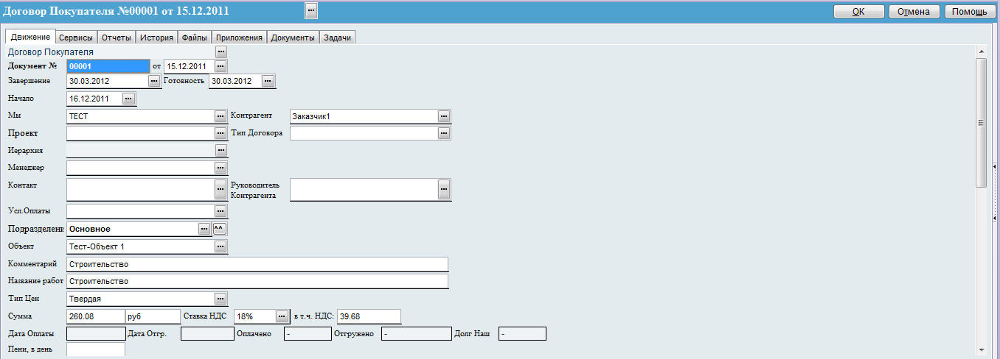 Договор Покупателя №00001 от 15.12.2011 ... ОК Отмена Помощь
Движение Сервисы Отчеты История Файлы Приложения Документы Задачи
Договор Покупателя ...
Документ № 00001 от 15.12.2011 ...
Завершение 30.03.2012 ... Готовность 30.03.2012 ...
Начало 16.12.2011 ...
Мы ТЕСТ ... Контрагент Заказчик1 ...
Проект ... Тип Договора ...
Иерархия ...
Менеджер ...
Контакт ... Руководитель
Контрагента ...
Усл.Оплаты ...
Подразделени Основное ... ^^
Объект Тест-Объект 1 ...
Комментарий Строительство
Название работ Строительство
Тип Цен Твердая ...
Сумма 260.08 руб Ставка НДС 18% ... в т.ч. НДС: 39.68
Дата Оплаты Дата Отгр. Оплачено - Отгружено - Долг Наш -
Пени, в день